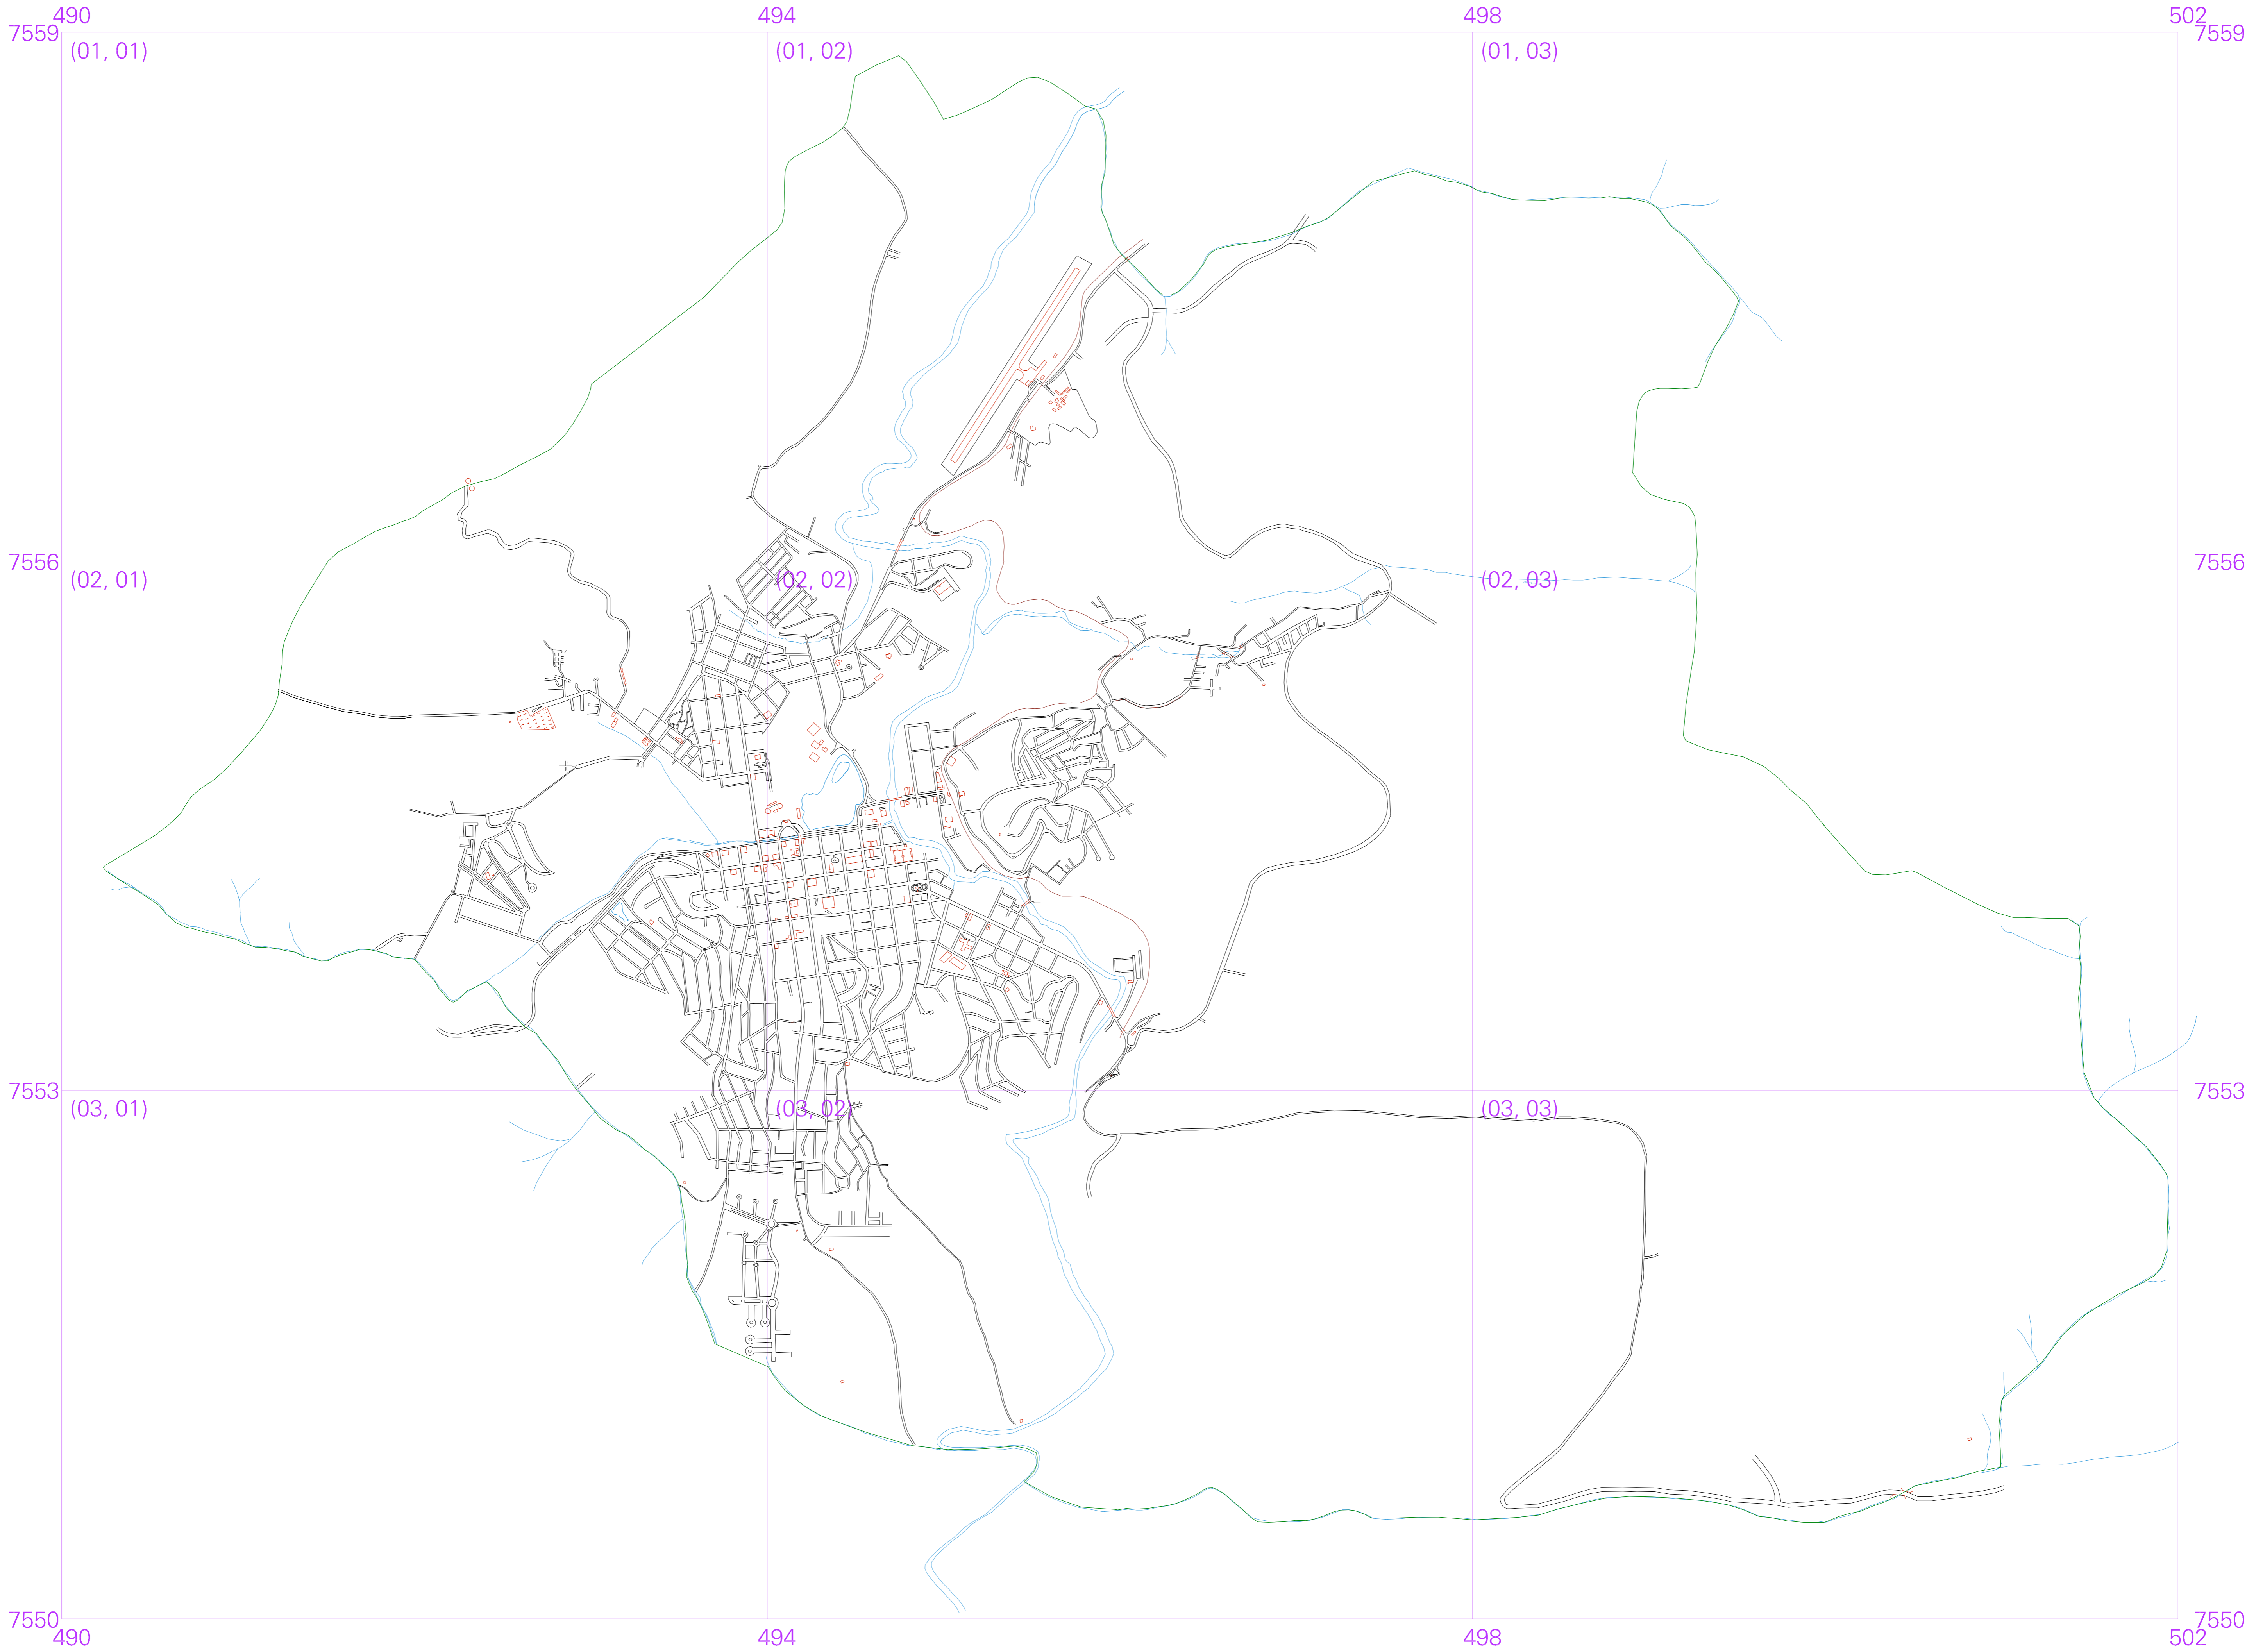 490 494 498 502
7559 7559
(01, 01) (01, 02) (01, 03)
7556 7556
(02, 01) (02, 02) (02, 03)
7553 7553
(03, 01) (03, 02) (03, 03)
7550 7550
490 494 498 502